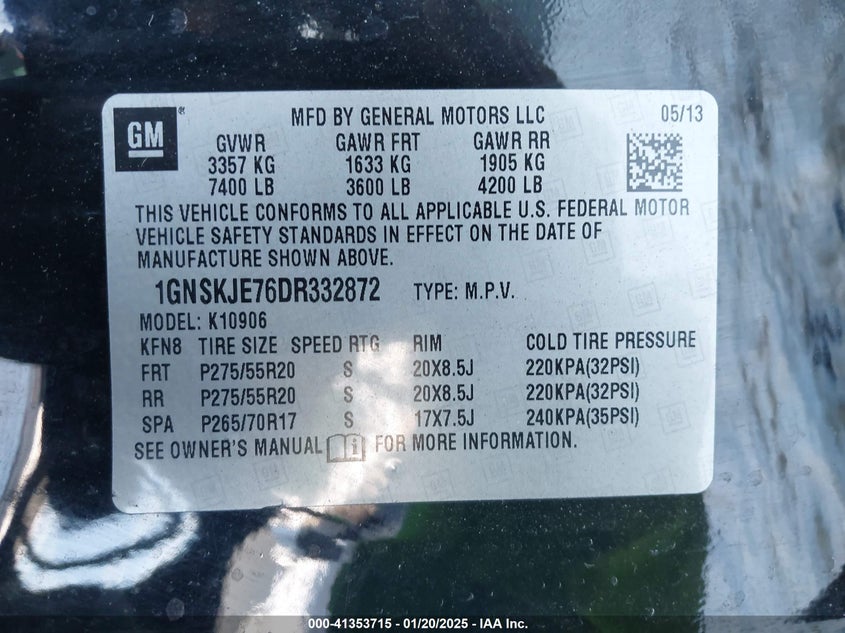 GM ® MFD BY GENERAL MOTORS LLC 05/13
GVWR GAWR FRT GAWR RR
3357 KG 1633 KG 1905 KG
7400 LB 3600 LB 4200 LB
THIS VEHICLE CONFORMS TO ALL APPLICABLE U.S. FEDERAL MOTOR
VEHICLE SAFETY STANDARDS IN EFFECT ON THE DATE OF
MANUFACTURE SHOWN ABOVE.
1GNSKJE76DR332872 TYPE: M.P.V.
MODEL: K10906
KFN8 TIRE SIZE SPEED RTG RIM COLD TIRE PRESSURE
FRT P275/55R20 S 20X8.5J 220KPA(32PSI)
RR P275/55R20 S 20X8.5J 220KPA(32PSI)
SPA P265/70R17 S 17X7.5J 240KPA(35PSI)
SEE OWNER'S MANUAL i FOR MORE INFORMATION.
000-41353715 - 01/20/2025 - IAA Inc.